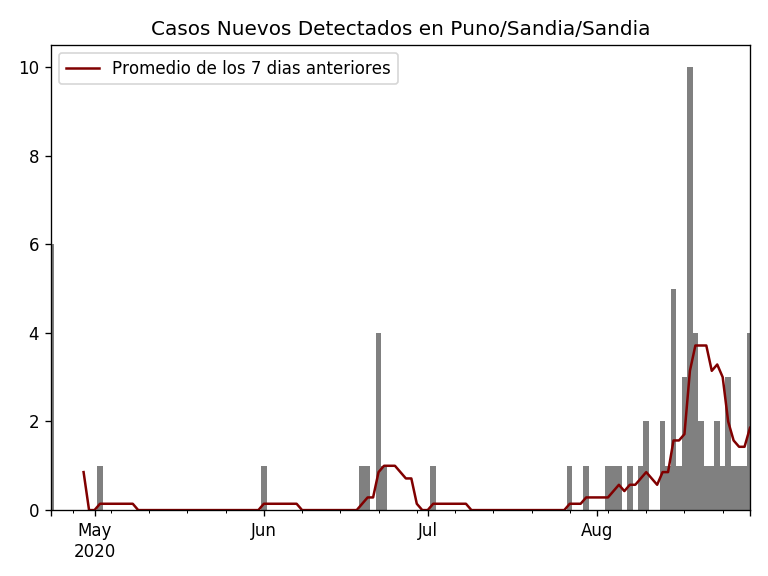 Casos Nuevos Detectados en Puno/Sandia/Sandia
Promedio de los 7 dias anteriores
10
8
6
4
2
0
May Jun Jul Aug
2020